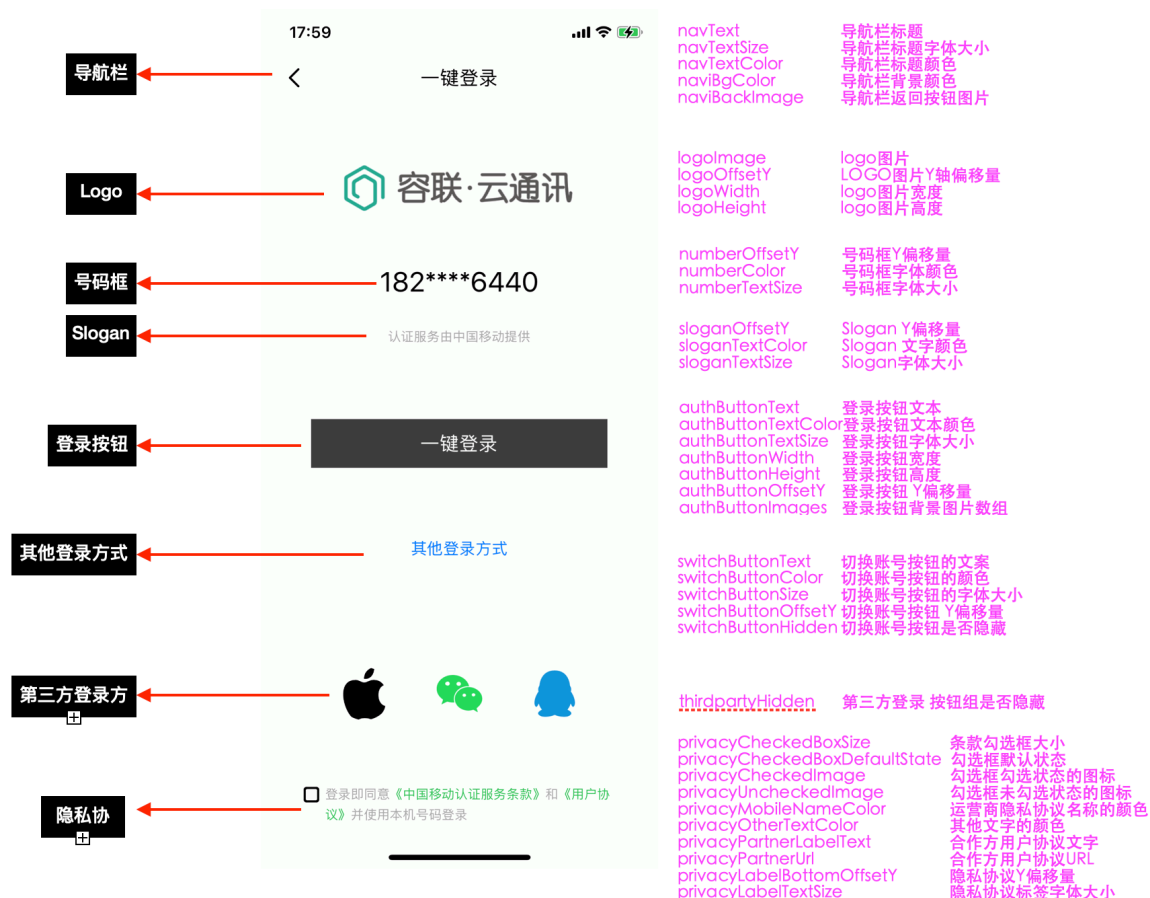 17:59
导航栏
一键登录
navText 导航栏标题
navTextSize 导航栏标题字体大小
navTextColor 导航栏标题颜色
naviBgColor 导航栏背景颜色
naviBackImage 导航栏返回按钮图片
Logo
容联·云通讯
logoImage logo图片
logoOffsetY LOGO图片Y轴偏移量
logoWidth logo图片宽度
logoHeight logo图片高度
号码框
182****6440
numberOffsetY 号码框Y偏移量
numberColor 号码框字体颜色
numberTextSize 号码框字体大小
Slogan
认证服务由中国移动提供
sloganOffsetY Slogan Y偏移量
sloganTextColor Slogan 文字颜色
sloganTextSize Slogan字体大小
登录按钮
一键登录
authButtonText 登录按钮文本
authButtonTextColor登录按钮文本颜色
authButtonTextSize 登录按钮字体大小
authButtonWidth 登录按钮宽度
authButtonHeight 登录按钮高度
authButtonOffsetY 登录按钮 Y偏移量
authButtonImages 登录按钮背景图片数组
其他登录方式
其他登录方式
switchButtonText 切换账号按钮的文案
switchButtonColor 切换账号按钮的颜色
switchButtonSize 切换账号按钮的字体大小
switchButtonOffsetY 切换账号按钮 Y偏移量
switchButtonHidden 切换账号按钮是否隐藏
第三方登录方
thirdpartyHidden 第三方登录 按钮组是否隐藏
隐私协
登录即同意《中国移动认证服务条款》和《用户协
议》并使用本机号码登录
privacyCheckedBoxSize 条款勾选框大小
privacyCheckedBoxDefaultState 勾选框默认状态
privacyCheckedImage 勾选框勾选状态的图标
privacyUncheckedImage 勾选框未勾选状态的图标
privacyMobileNameColor 运营商隐私协议名称的颜色
privacyOtherTextColor 其他文字的颜色
privacyPartnerLabelText 合作方用户协议文字
privacyPartnerUrl 合作方用户协议URL
privacyLabelBottomOffsetY 隐私协议Y偏移量
privacyLabelTextSize 隐私协议标签字体大小